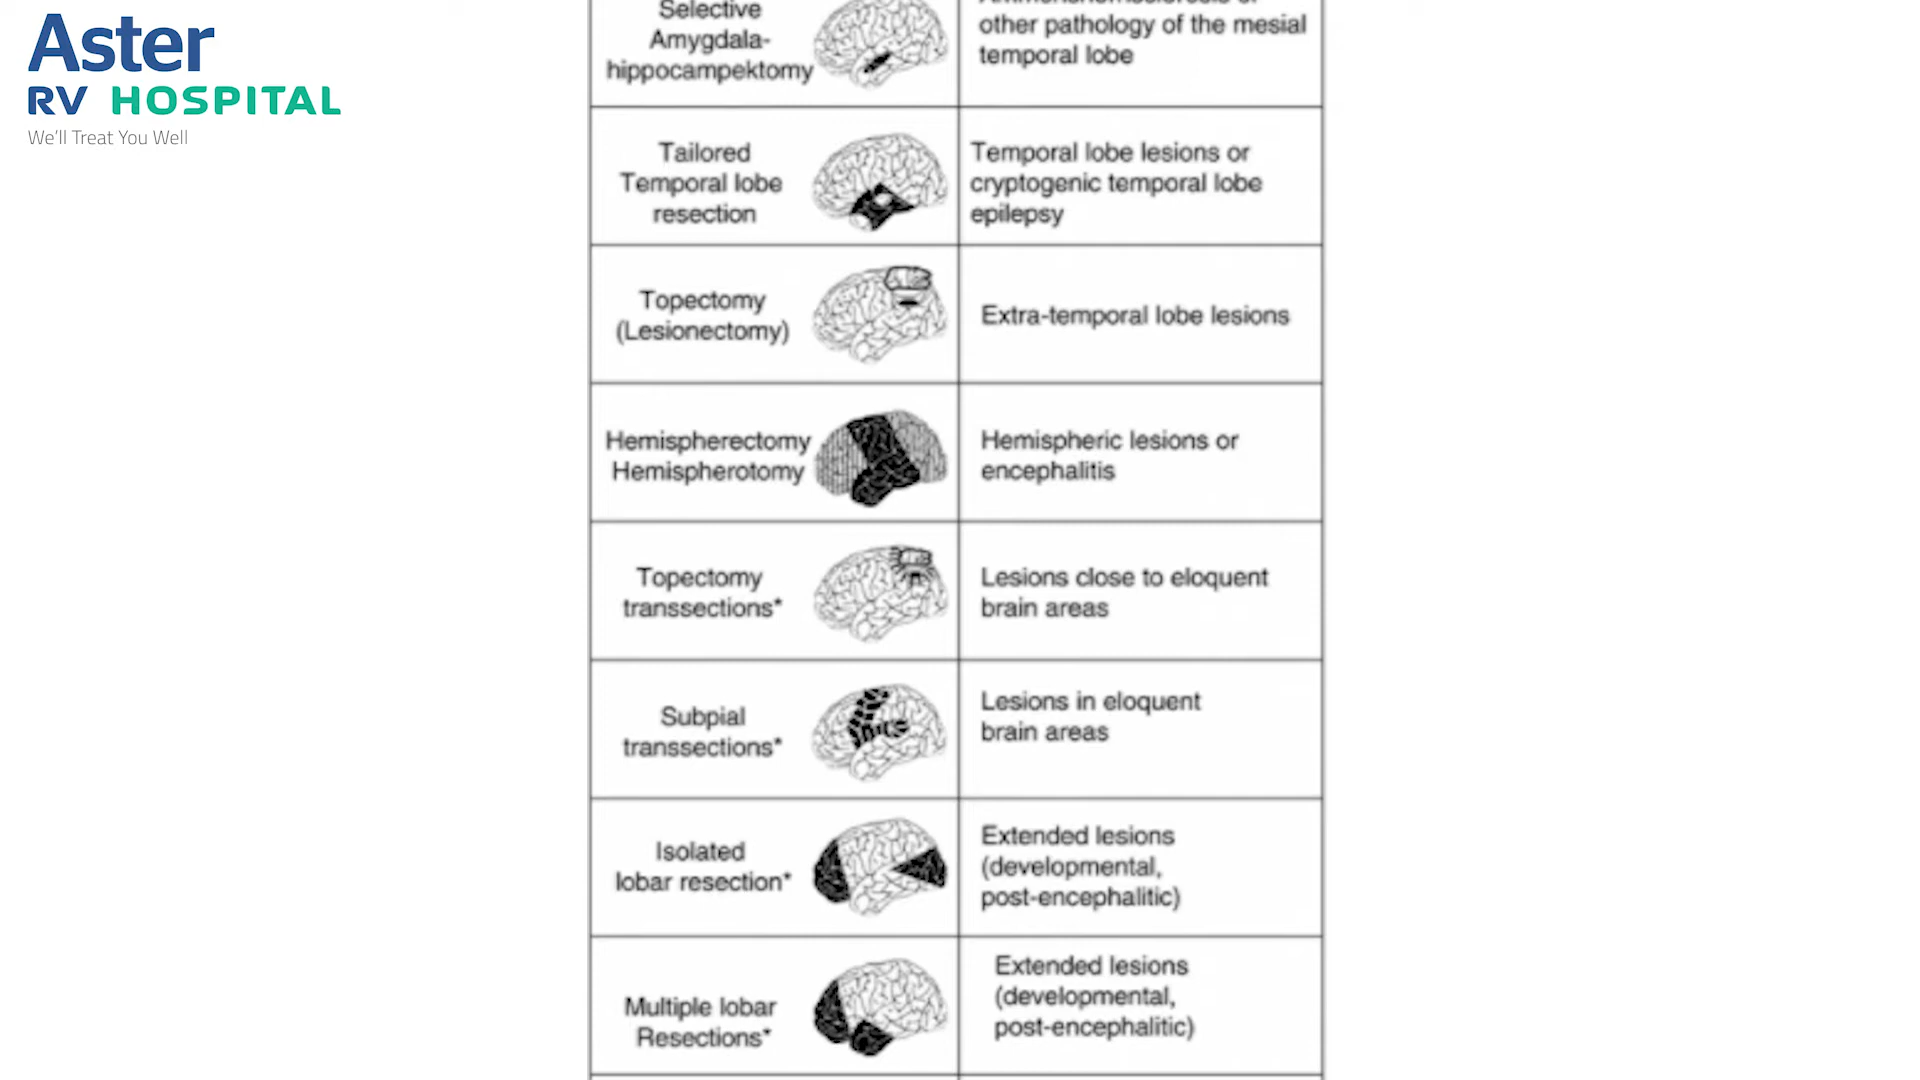 Aster
RV HOSPITAL
We'll Treat You Well
Selective
Amygdala-
hippocampektomy
other pathology of the mesial
temporal lobe
Tailored
Temporal lobe
resection
Temporal lobe lesions or
cryptogenic temporal lobe
epilepsy
Topectomy
(Lesionectomy)
Extra-temporal lobe lesions
Hemispherectomy
Hemispherotomy
Hemispheric lesions or
encephalitis
Topectomy
transsections*
Lesions close to eloquent
brain areas
Subpial
transsections*
Lesions in eloquent
brain areas
Isolated
lobar resection*
Extended lesions
(developmental,
post-encephalitic)
Multiple lobar
Resections*
Extended lesions
(developmental,
post-encephalitic)